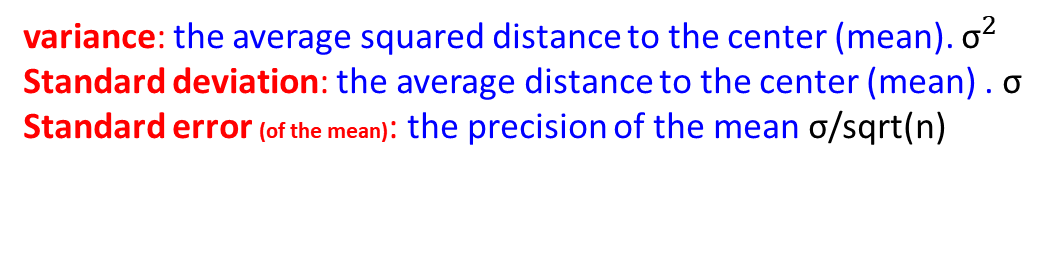 variance: the average squared distance to the center (mean). σ²
Standard deviation: the average distance to the center (mean) . σ
Standard error (of the mean): the precision of the mean σ/sqrt(n)